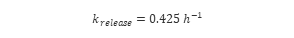 k_release = 0.425 h⁻¹